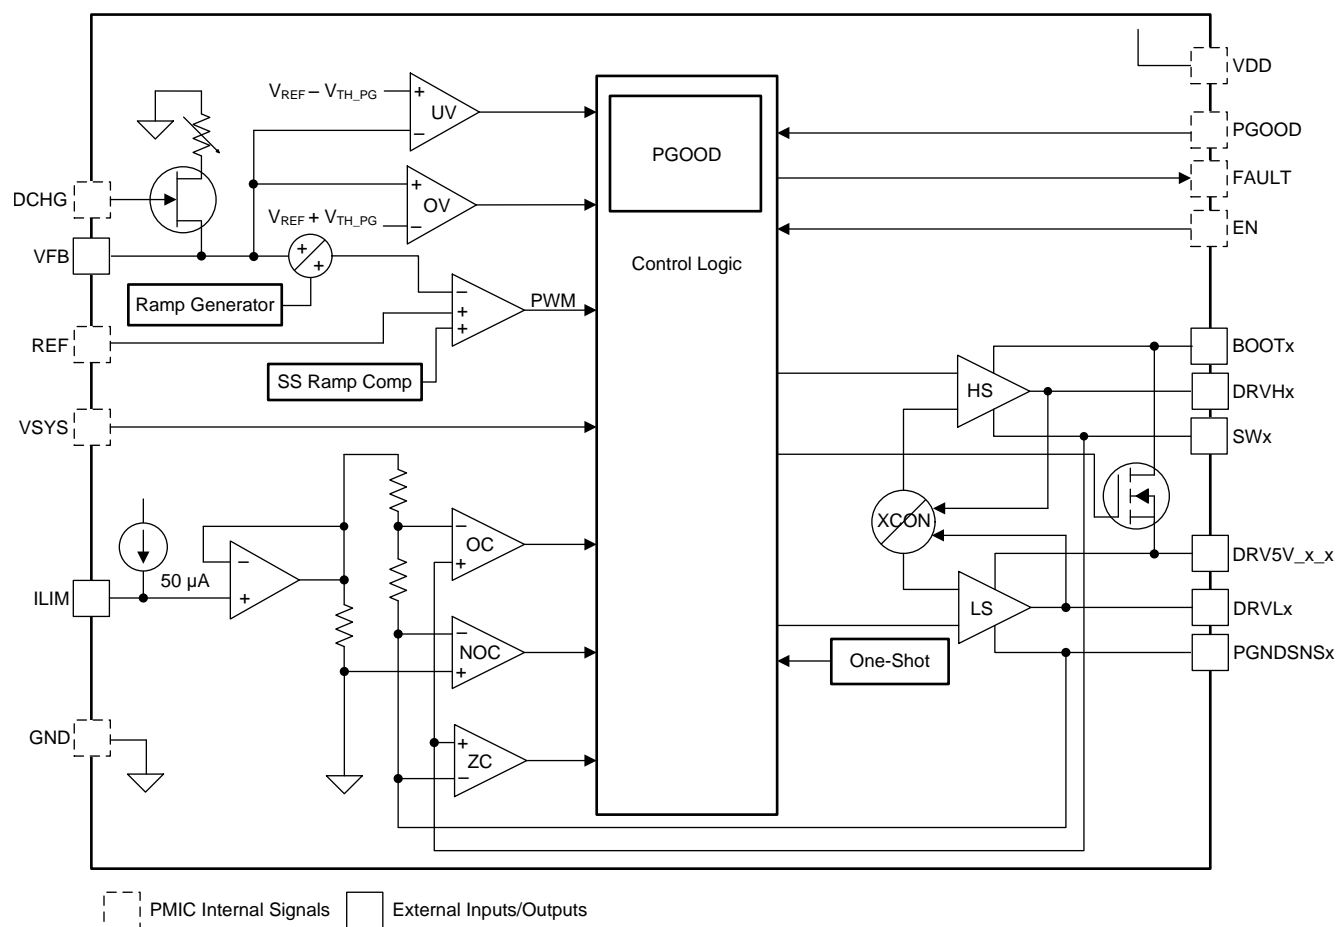 VDD
V_REF – V_TH_PG
+
UV
–
PGOOD
PGOOD
FAULT
DCHG
+
OV
–
V_REF + V_TH_PG
EN
VFB
+
+
Control Logic
Ramp Generator
–
+
+
PWM
REF
SS Ramp Comp
BOOTx
HS
DRVHx
VSYS
SWx
XCON
–
OC
+
–
+
50 µA
DRV5V_x_x
ILIM
LS
DRVLx
–
NOC
+
One-Shot
PGNDSNSx
GND
+
ZC
–
PMIC Internal Signals
External Inputs/Outputs